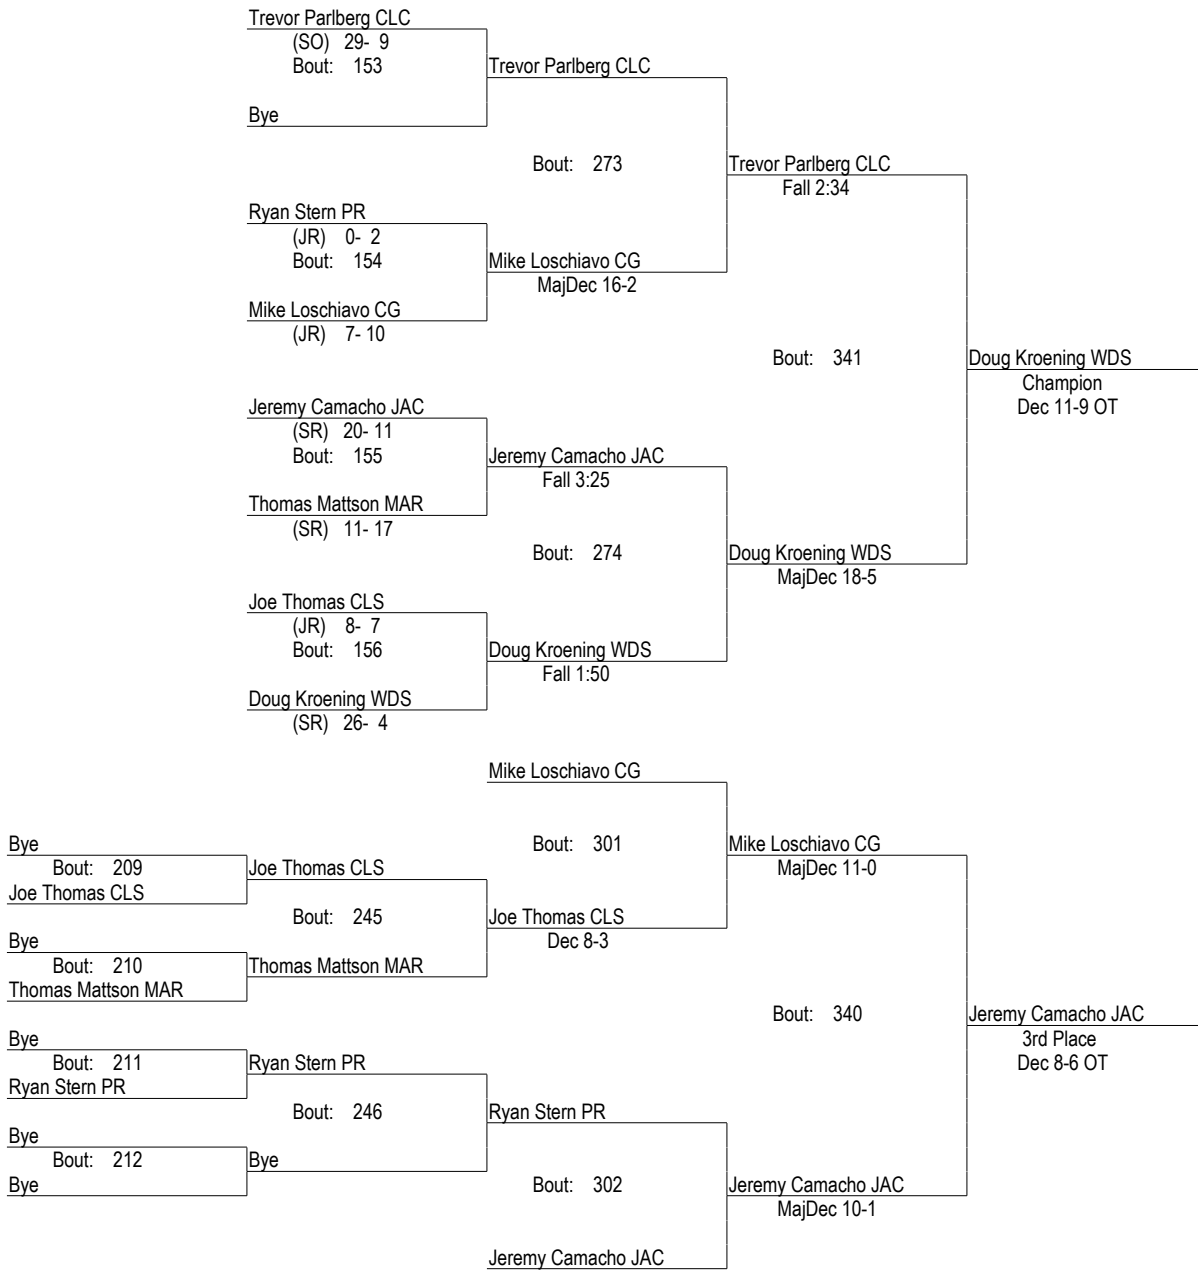 Trevor Parlberg CLC
(SO) 29- 9
Bout: 153
Trevor Parlberg CLC
Bye
Bout: 273
Trevor Parlberg CLC
Fall 2:34
Ryan Stern PR
(JR) 0- 2
Bout: 154
Mike Loschiavo CG
MajDec 16-2
Mike Loschiavo CG
(JR) 7- 10
Bout: 341
Doug Kroening WDS
Champion
Dec 11-9 OT
Jeremy Camacho JAC
(SR) 20- 11
Bout: 155
Jeremy Camacho JAC
Fall 3:25
Thomas Mattson MAR
(SR) 11- 17
Bout: 274
Doug Kroening WDS
MajDec 18-5
Joe Thomas CLS
(JR) 8- 7
Bout: 156
Doug Kroening WDS
Fall 1:50
Doug Kroening WDS
(SR) 26- 4
Mike Loschiavo CG
Bye
Bout: 209
Joe Thomas CLS
Joe Thomas CLS
Bout: 301
Mike Loschiavo CG
MajDec 11-0
Bout: 245
Joe Thomas CLS
Dec 8-3
Bye
Bout: 210
Thomas Mattson MAR
Thomas Mattson MAR
Bout: 340
Jeremy Camacho JAC
3rd Place
Dec 8-6 OT
Bye
Bout: 211
Ryan Stern PR
Ryan Stern PR
Bout: 246
Ryan Stern PR
Bye
Bout: 212
Bye
Bye
Bout: 302
Jeremy Camacho JAC
MajDec 10-1
Jeremy Camacho JAC